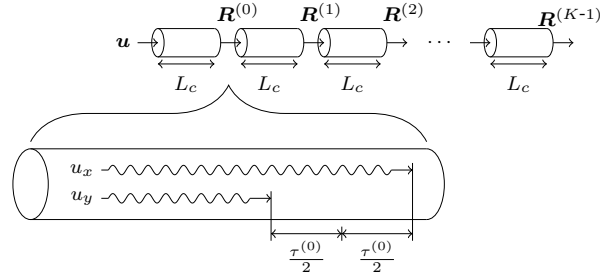 R^(0) R^(1) R^(2) R^(K-1)
u ···
L_c L_c L_c L_c
u_x
u_y
τ^(0)/2 τ^(0)/2